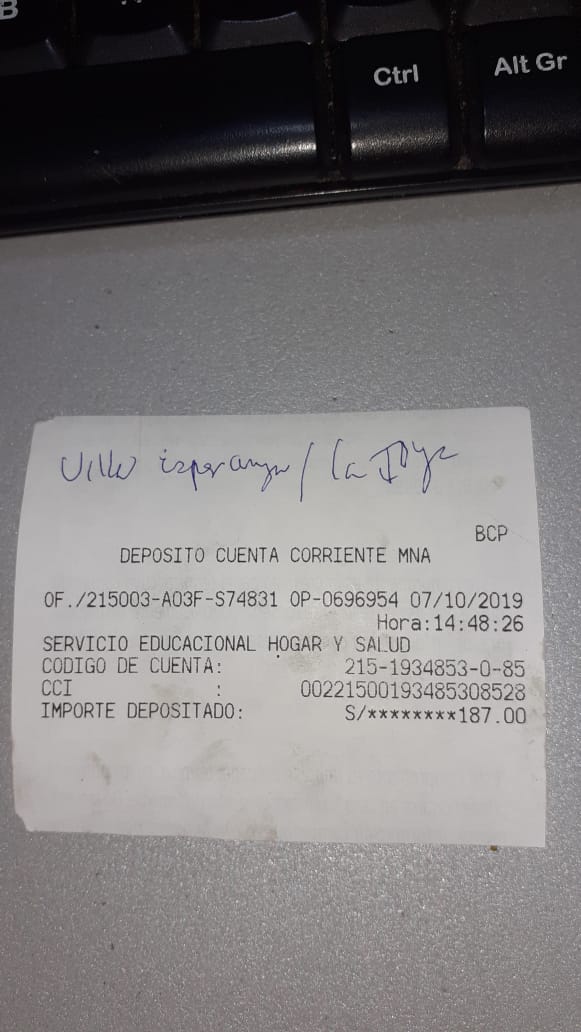 B
Ctrl Alt Gr
Villa esperanza / La Joya
BCP
DEPOSITO CUENTA CORRIENTE MNA
OF./215003-A03F-S74831 OP-0696954 07/10/2019
Hora:14:48:26
SERVICIO EDUCACIONAL HOGAR Y SALUD
CODIGO DE CUENTA: 215-1934853-0-85
CCI : 00221500193485308528
IMPORTE DEPOSITADO: S/********187.00